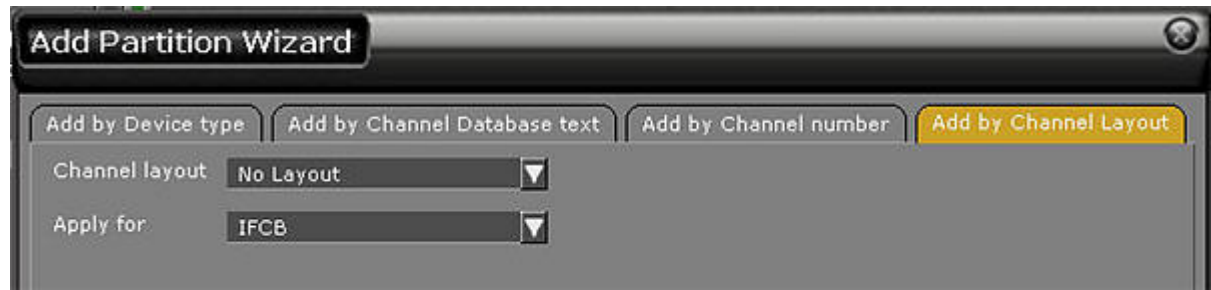 Add Partition Wizard
Add by Device type Add by Channel Database text Add by Channel number Add by Channel Layout
Channel layout No Layout
Apply for IFCB